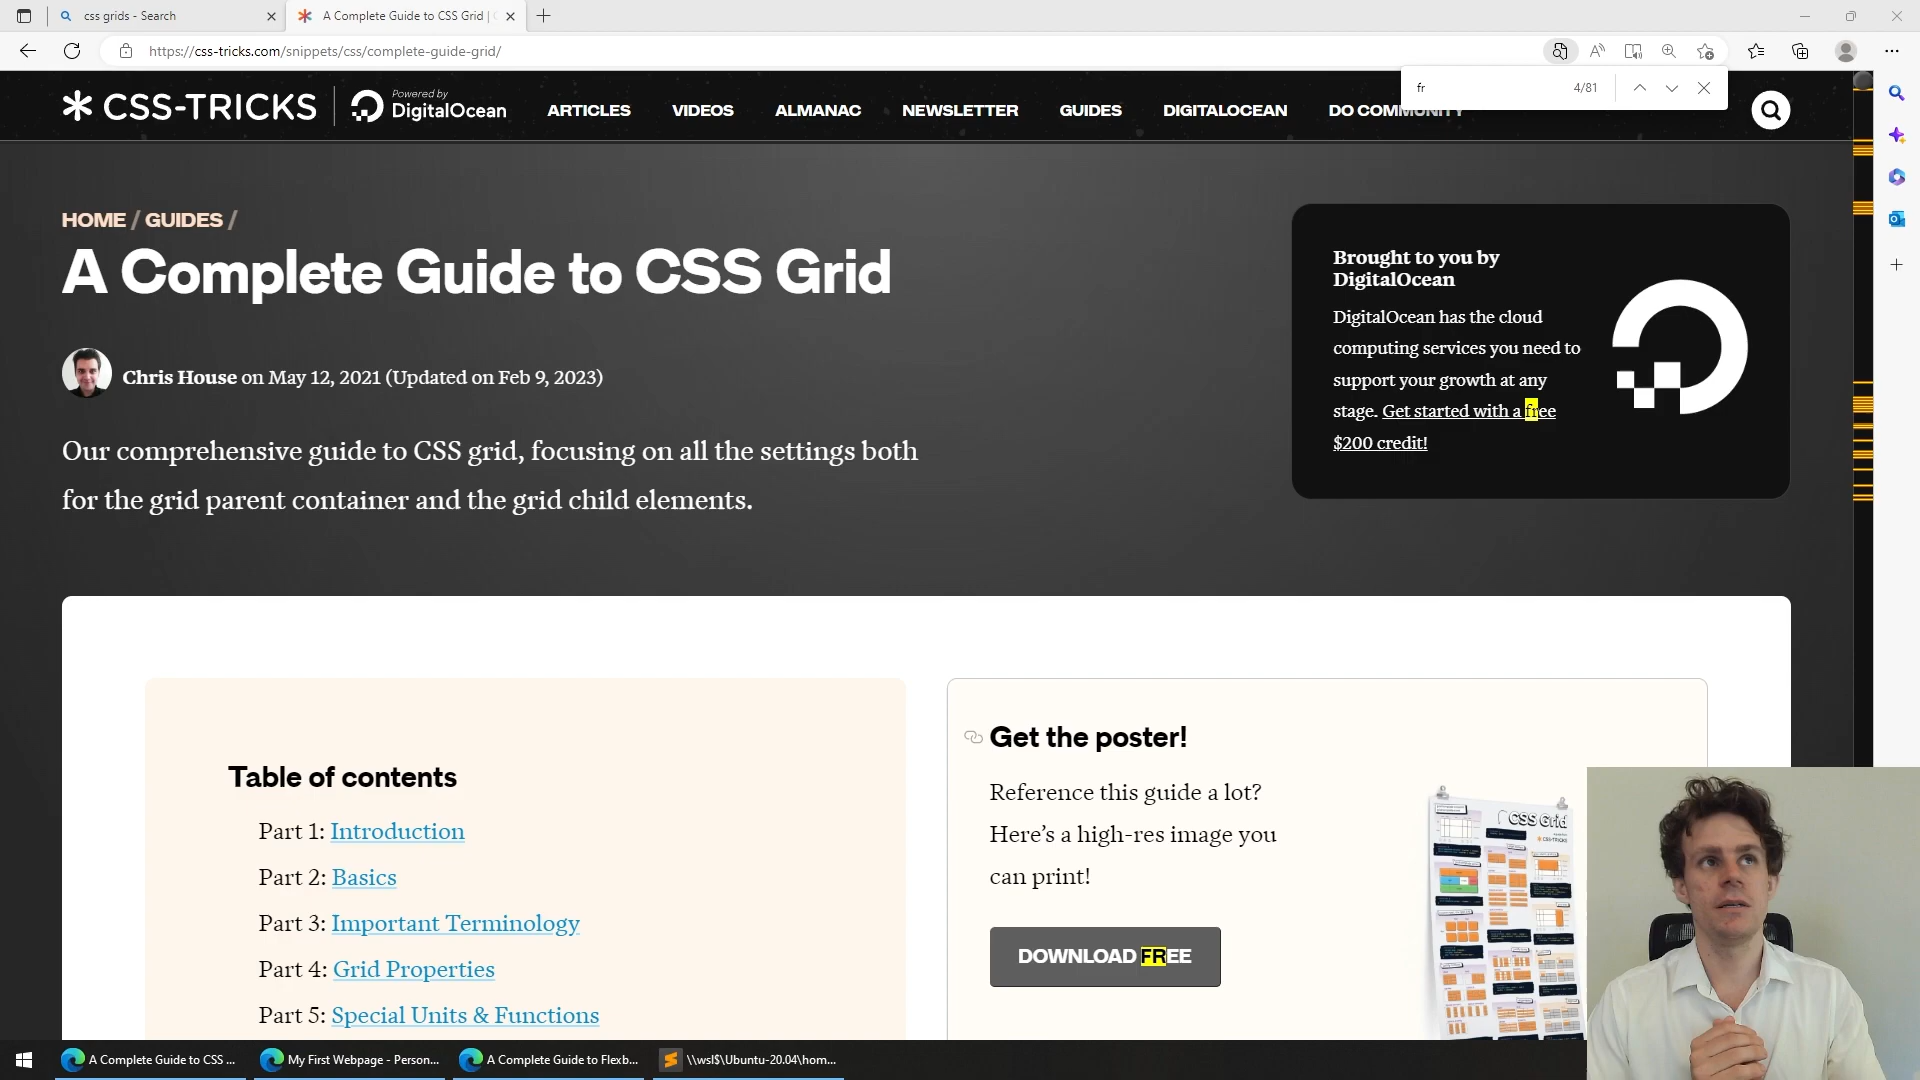 css grids - Search
A Complete Guide to CSS Grid |
https://css-tricks.com/snippets/css/complete-guide-grid/
fr
4/81
CSS-TRICKS
Powered by
DigitalOcean
ARTICLES
VIDEOS
ALMANAC
NEWSLETTER
GUIDES
DIGITALOCEAN
DO COMMUNITY
HOME / GUIDES /
A Complete Guide to CSS Grid
Chris House on May 12, 2021 (Updated on Feb 9, 2023)
Our comprehensive guide to CSS grid, focusing on all the settings both
for the grid parent container and the grid child elements.
Brought to you by
DigitalOcean
DigitalOcean has the cloud
computing services you need to
support your growth at any
stage. Get started with a free
$200 credit!
Table of contents
Part 1: Introduction
Part 2: Basics
Part 3: Important Terminology
Part 4: Grid Properties
Part 5: Special Units & Functions
Get the poster!
Reference this guide a lot?
Here's a high-res image you
can print!
DOWNLOAD FREE
CSS Grid
A Complete Guide to CSS ...
My First Webpage - Person...
A Complete Guide to Flexb...
\\wsl$\Ubuntu-20.04\hom...